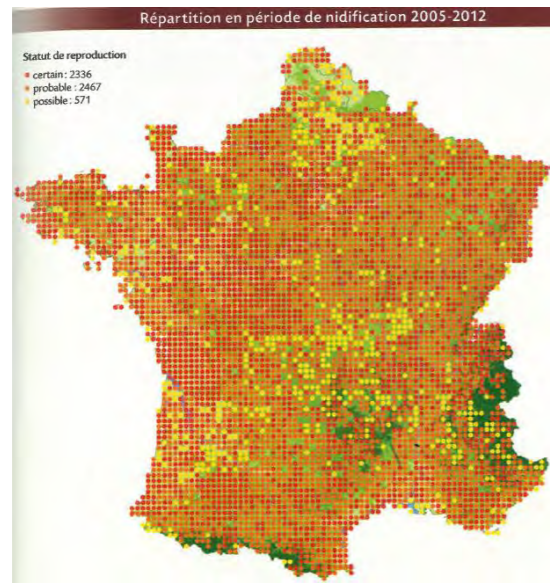 Répartition en période de nidification 2005-2012
Statut de reproduction
certain : 2336
probable : 2467
possible : 571